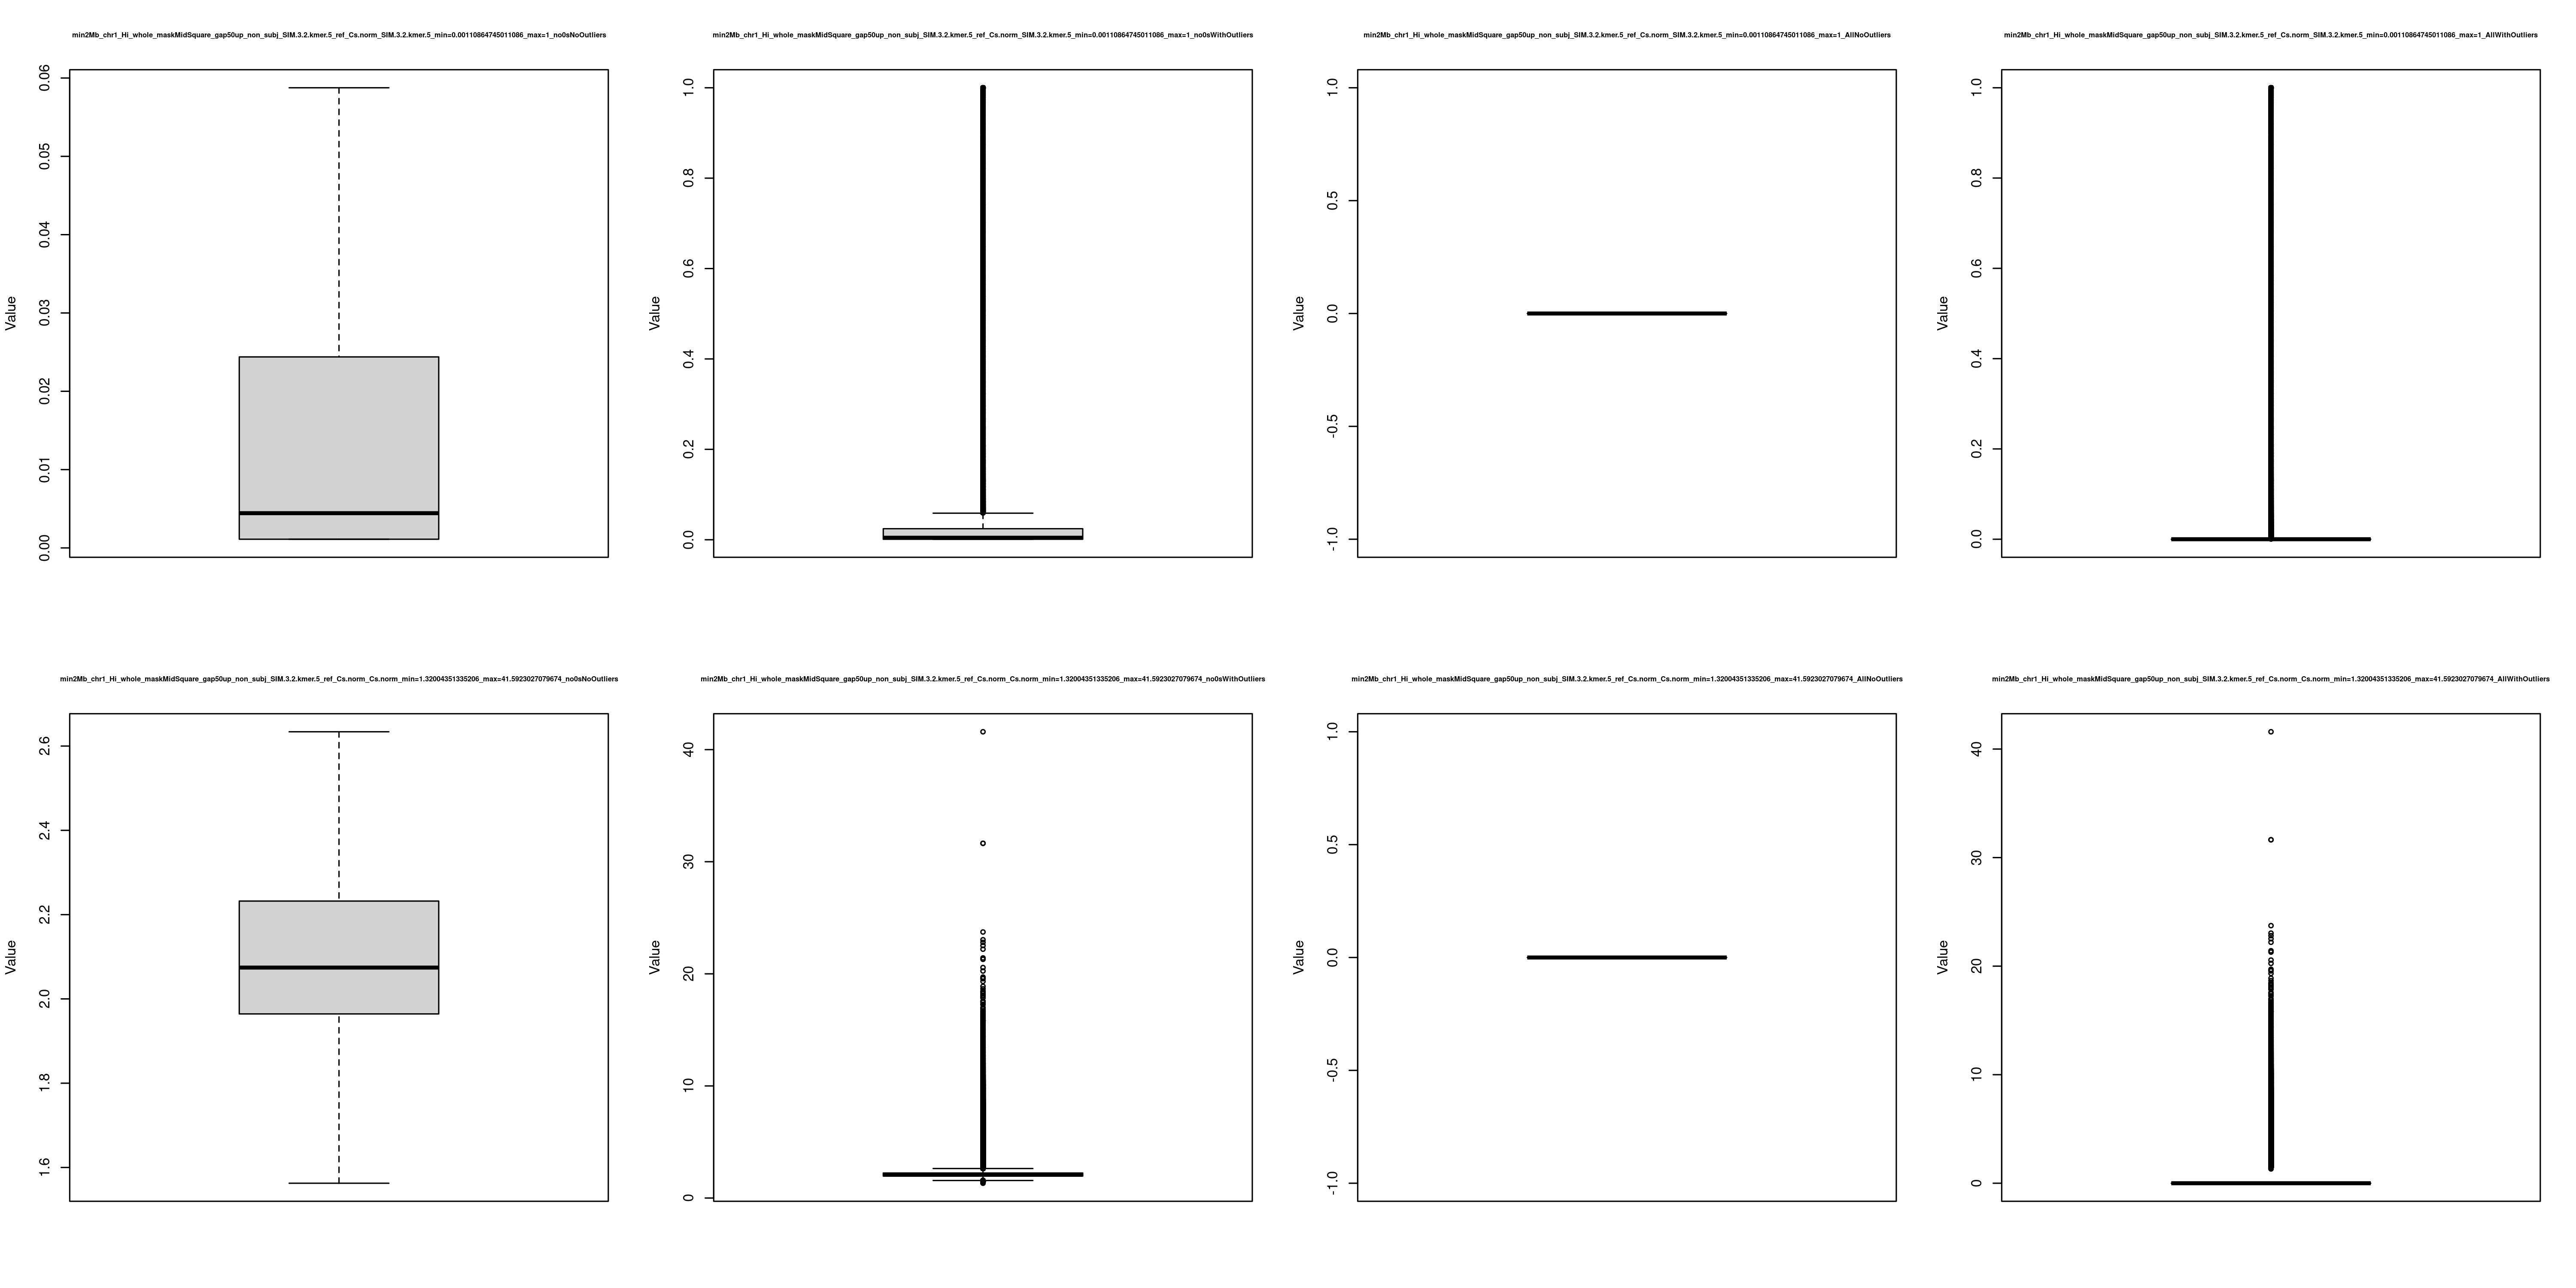 min2Mb_chr1_Hi_whole_maskMidSquare_gap50up_non_subj_SIM.3.2.kmer.5_ref_Cs.norm_SIM.3.2.kmer.5_min=0.00110864745011086_max=1_no0sNoOutliers
Value
0.06
0.05
0.04
0.03
0.02
0.01
0.00
min2Mb_chr1_Hi_whole_maskMidSquare_gap50up_non_subj_SIM.3.2.kmer.5_ref_Cs.norm_SIM.3.2.kmer.5_min=0.00110864745011086_max=1_no0sWithOutliers
Value
1.0
0.8
0.6
0.4
0.2
0.0
min2Mb_chr1_Hi_whole_maskMidSquare_gap50up_non_subj_SIM.3.2.kmer.5_ref_Cs.norm_SIM.3.2.kmer.5_min=0.00110864745011086_max=1_AllNoOutliers
Value
1.0
0.5
0.0
-0.5
-1.0
min2Mb_chr1_Hi_whole_maskMidSquare_gap50up_non_subj_SIM.3.2.kmer.5_ref_Cs.norm_SIM.3.2.kmer.5_min=0.00110864745011086_max=1_AllWithOutliers
Value
1.0
0.8
0.6
0.4
0.2
0.0
min2Mb_chr1_Hi_whole_maskMidSquare_gap50up_non_subj_SIM.3.2.kmer.5_ref_Cs.norm_Cs.norm_min=1.32004351335206_max=41.5923027079674_no0sNoOutliers
Value
2.6
2.4
2.2
2.0
1.8
1.6
min2Mb_chr1_Hi_whole_maskMidSquare_gap50up_non_subj_SIM.3.2.kmer.5_ref_Cs.norm_Cs.norm_min=1.32004351335206_max=41.5923027079674_no0sWithOutliers
Value
40
30
20
10
0
min2Mb_chr1_Hi_whole_maskMidSquare_gap50up_non_subj_SIM.3.2.kmer.5_ref_Cs.norm_Cs.norm_min=1.32004351335206_max=41.5923027079674_AllNoOutliers
Value
1.0
0.5
0.0
-0.5
-1.0
min2Mb_chr1_Hi_whole_maskMidSquare_gap50up_non_subj_SIM.3.2.kmer.5_ref_Cs.norm_Cs.norm_min=1.32004351335206_max=41.5923027079674_AllWithOutliers
Value
40
30
20
10
0